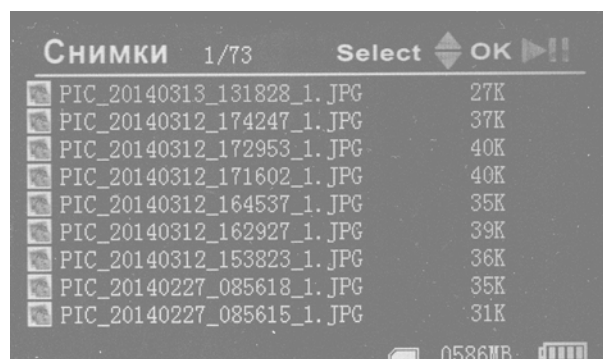 Снимки 1/73 Select OK
PIC_20140313_131828_1.JPG 27K
PIC_20140312_174247_1.JPG 37K
PIC_20140312_172953_1.JPG 40K
PIC_20140312_171602_1.JPG 40K
PIC_20140312_164537_1.JPG 35K
PIC_20140312_162927_1.JPG 39K
PIC_20140312_153823_1.JPG 36K
PIC_20140227_085618_1.JPG 35K
PIC_20140227_085615_1.JPG 31K
0586MB